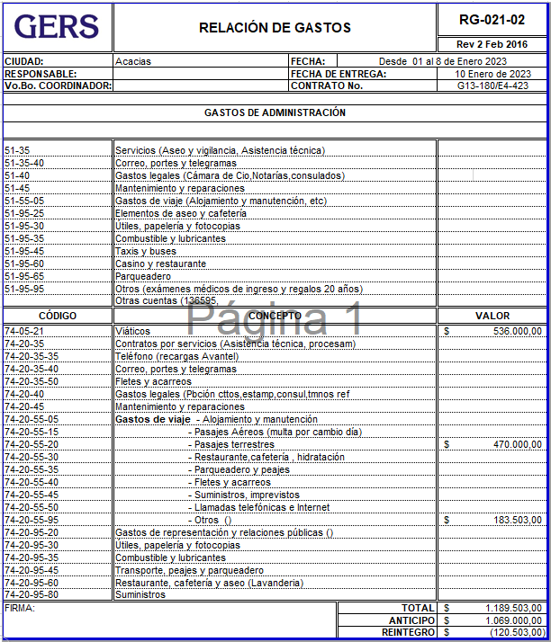 GERS
RELACIÓN DE GASTOS
RG-021-02
Rev 2 Feb 2016
CIUDAD: Acacias FECHA: Desde 01 al 8 de Enero 2023
RESPONSABLE: FECHA DE ENTREGA: 10 Enero de 2023
Vo.Bo. COORDINADOR: CONTRATO No. G13-180/E4-423
GASTOS DE ADMINISTRACIÓN
51-35 Servicios (Aseo y vigilancia, Asistencia técnica)
51-35-40 Correo, portes y telegramas
51-40 Gastos legales (Cámara de Cio,Notarías,consulados)
51-45 Mantenimiento y reparaciones
51-55-05 Gastos de viaje (Alojamiento y manutención, etc)
51-95-25 Elementos de aseo y cafetería
51-95-30 Útiles, papelería y fotocopias
51-95-35 Combustible y lubricantes
51-95-45 Taxis y buses
51-95-60 Casino y restaurante
51-95-65 Parqueadero
51-95-95 Otros (exámenes médicos de ingreso y regalos 20 años)
Otras cuentas (136595,
Página 1
CÓDIGO CONCEPTO VALOR
74-05-21 Viáticos $ 536.000,00
74-20-35 Contratos por servicios (Asistencia técnica, procesam)
74-20-35-35 Teléfono (recargas Avantel)
74-20-35-40 Correo, portes y telegramas
74-20-35-50 Fletes y acarreos
74-20-40 Gastos legales (Pbción cttos,estamp,consul,tmnos ref
74-20-45 Mantenimiento y reparaciones
74-20-55-05 Gastos de viaje - Alojamiento y manutención
74-20-55-15 - Pasajes Aéreos (multa por cambio día)
74-20-55-20 - Pasajes terrestres $ 470.000,00
74-20-55-30 - Restaurante,cafetería , hidratación
74-20-55-35 - Parqueadero y peajes
74-20-55-40 - Fletes y acarreos
74-20-55-45 - Suministros, imprevistos
74-20-55-50 - Llamadas telefónicas e Internet
74-20-55-95 - Otros () $ 183.503,00
74-20-95-20 Gastos de representación y relaciones públicas ()
74-20-95-30 Útiles, papelería y fotocopias
74-20-95-35 Combustible y lubricantes
74-20-95-45 Transporte, peajes y parqueadero
74-20-95-60 Restaurante, cafetería y aseo (Lavanderia)
74-20-95-80 Suministros
FIRMA: TOTAL $ 1.189.503,00
ANTICIPO $ 1.069.000,00
REINTEGRO $ (120.503,00)